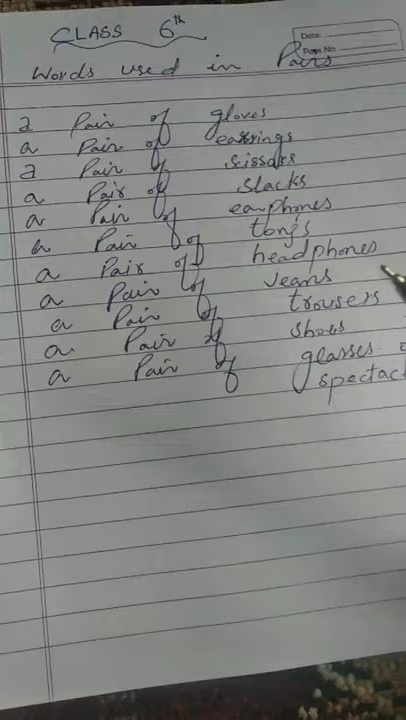 CLASS 6th
Date:
Page No:
Words used in Pairs
a Pair of gloves
a Pair of earrings
a Pair of scissors
a Pair of slacks
a Pair of earphones
a Pair of tongs
a Pair of headphones
a Pair of jeans
a Pair of trousers
a Pair of shoes
a Pair of glasses.
spectac